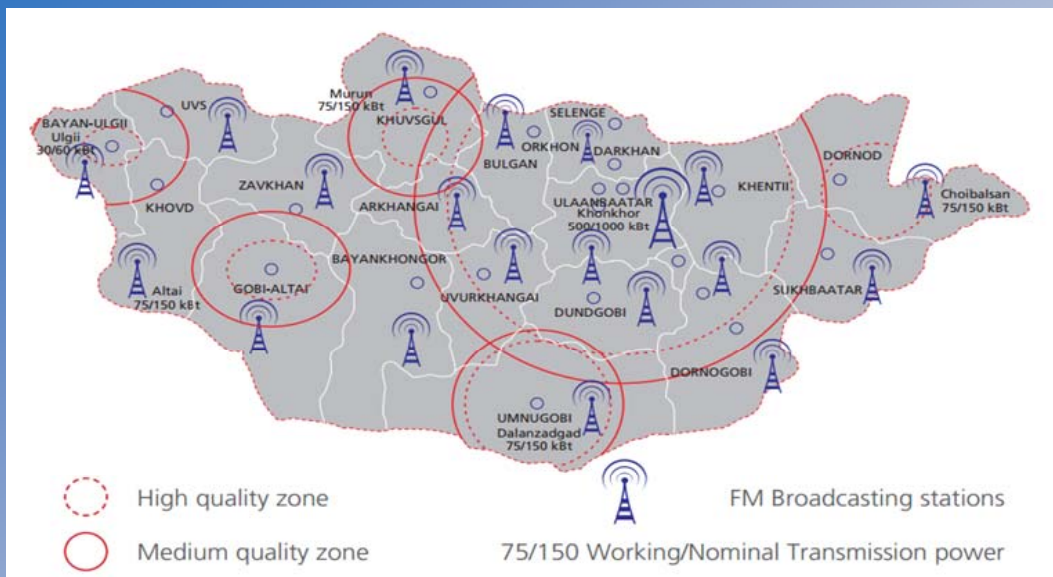 Murun
75/150 kBt
KHUVSGUL
UVS
BAYAN-ULGII
Ulgii
30/60 kBt
SELENGE
ORKHON
DARKHAN
BULGAN
DORNOD
ZAVKHAN
ARKHANGAI
KHENTII
Choibalsan
75/150 kBt
KHOVD
ULAANBAATAR
Khonkhor
500/1000 kBt
BAYANKHONGOR
Altai
75/150 kBt
GOBI-ALTAI
UVURKHANGAI
SUKHBAATAR
DUNDGOBI
DORNOGOBI
UMNUGOBI
Dalanzadgad
75/150 kBt
High quality zone
FM Broadcasting stations
Medium quality zone
75/150 Working/Nominal Transmission power